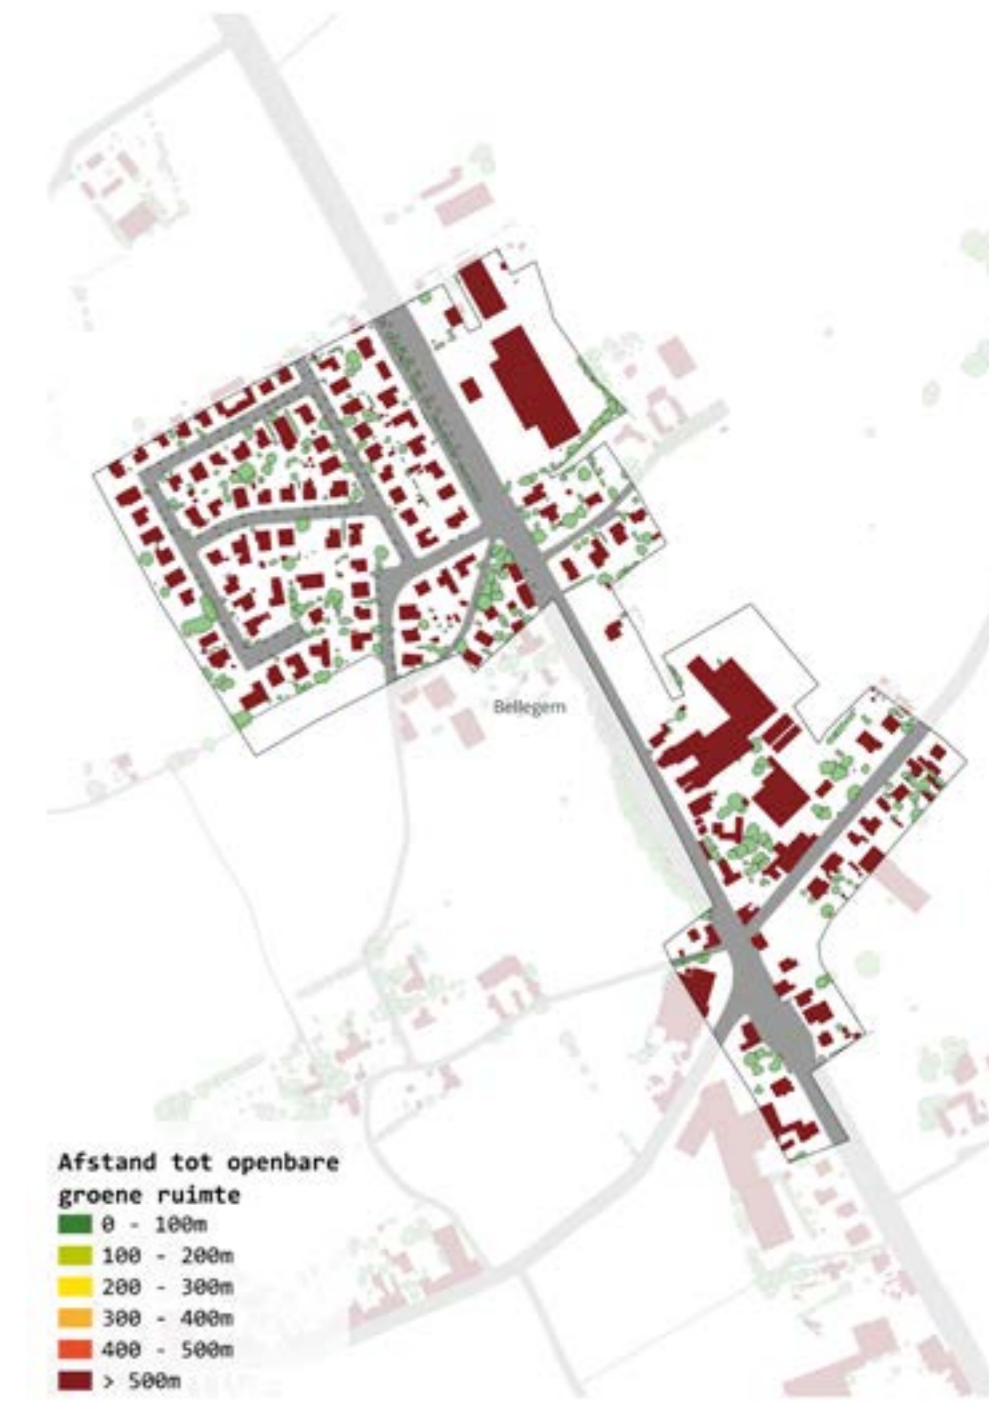 Bellegem
Afstand tot openbare
groene ruimte
0 - 100m
100 - 200m
200 - 300m
300 - 400m
400 - 500m
> 500m